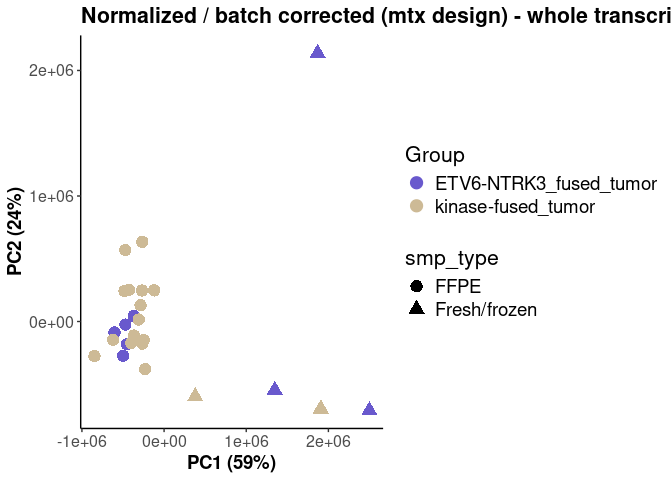 Normalized / batch corrected (mtx design) - whole transcri
2e+06
1e+06
0e+00
PC2 (24%)
-1e+06 0e+00 1e+06 2e+06
PC1 (59%)
Group
ETV6-NTRK3_fused_tumor
kinase-fused_tumor
smp_type
FFPE
Fresh/frozen